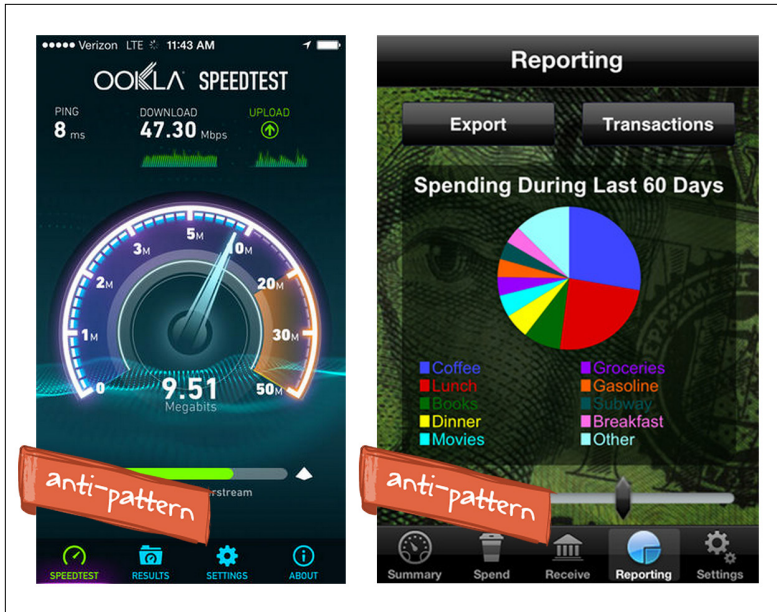 Verizon LTE 11:43 AM
OOKLA SPEEDTEST
PING
8 ms
DOWNLOAD
47.30 Mbps
UPLOAD
0
1M
2M
3M
5M
10M
20M
30M
50M
9.51
Megabits
erstream
anti-pattern
SPEEDTEST
RESULTS
SETTINGS
ABOUT
Reporting
Export
Transactions
Spending During Last 60 Days
Coffee
Lunch
Books
Dinner
Movies
Groceries
Gasoline
Subway
Breakfast
Other
anti-pattern
Summary
Spend
Receive
Reporting
Settings